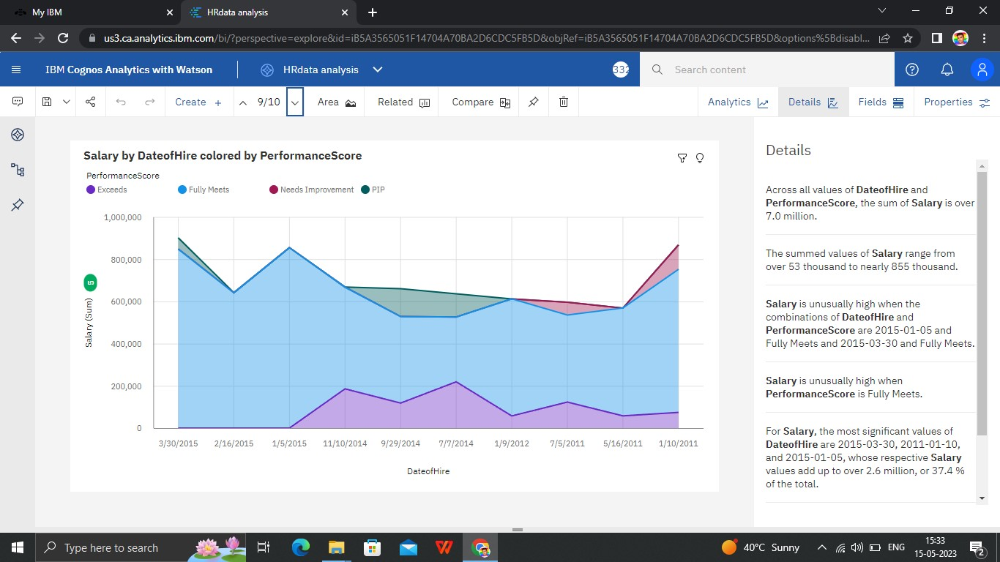 My IBM
HRdata analysis
us3.ca.analytics.ibm.com/bi/?perspective=explore&id=iB5A3565051F14704A70BA2D6CDC5FB5D&objRef=iB5A3565051F14704A70BA2D6CDC5FB5D&options%5Bdisabl...
IBM Cognos Analytics with Watson
HRdata analysis
332
Search content
Create +
9/10
Area
Related
Compare
Analytics
Details
Fields
Properties
Salary by DateofHire colored by PerformanceScore
PerformanceScore
Exceeds
Fully Meets
Needs Improvement
PIP
1,000,000
800,000
600,000
400,000
200,000
0
Salary (Sum)
5
3/30/2015
2/16/2015
1/5/2015
11/10/2014
9/29/2014
7/7/2014
1/9/2012
7/5/2011
5/16/2011
1/10/2011
DateofHire
Details
Across all values of DateofHire and
PerformanceScore, the sum of Salary is over
7.0 million.
The summed values of Salary range from
over 53 thousand to nearly 855 thousand.
Salary is unusually high when the
combinations of DateofHire and
PerformanceScore are 2015-01-05 and
Fully Meets and 2015-03-30 and Fully Meets.
Salary is unusually high when
PerformanceScore is Fully Meets.
For Salary, the most significant values of
DateofHire are 2015-03-30, 2011-01-10,
and 2015-01-05, whose respective Salary
values add up to over 2.6 million, or 37.4 %
of the total.
Type here to search
40°C Sunny
ENG
15:33
15-05-2023
2